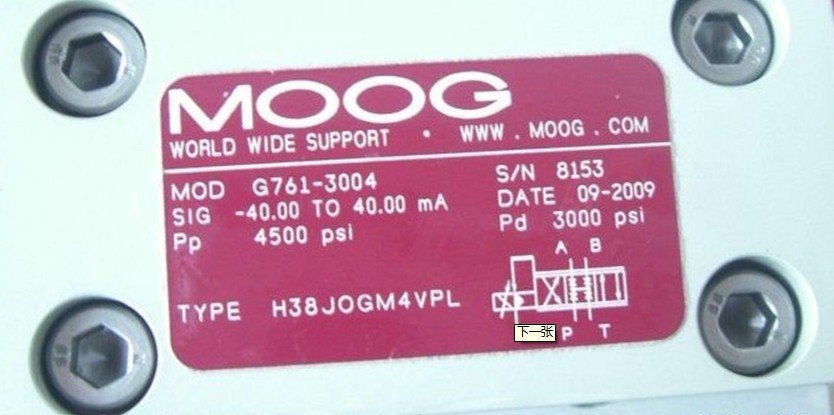 MOOG
WORLD WIDE SUPPORT • WWW.MOOG.COM
MOD G761-3004 S/N 8153
SIG -40.00 TO 40.00 mA DATE 09-2009
Pp 4500 psi Pd 3000 psi
A B
TYPE H38JOGM4VPL
下一张 P T